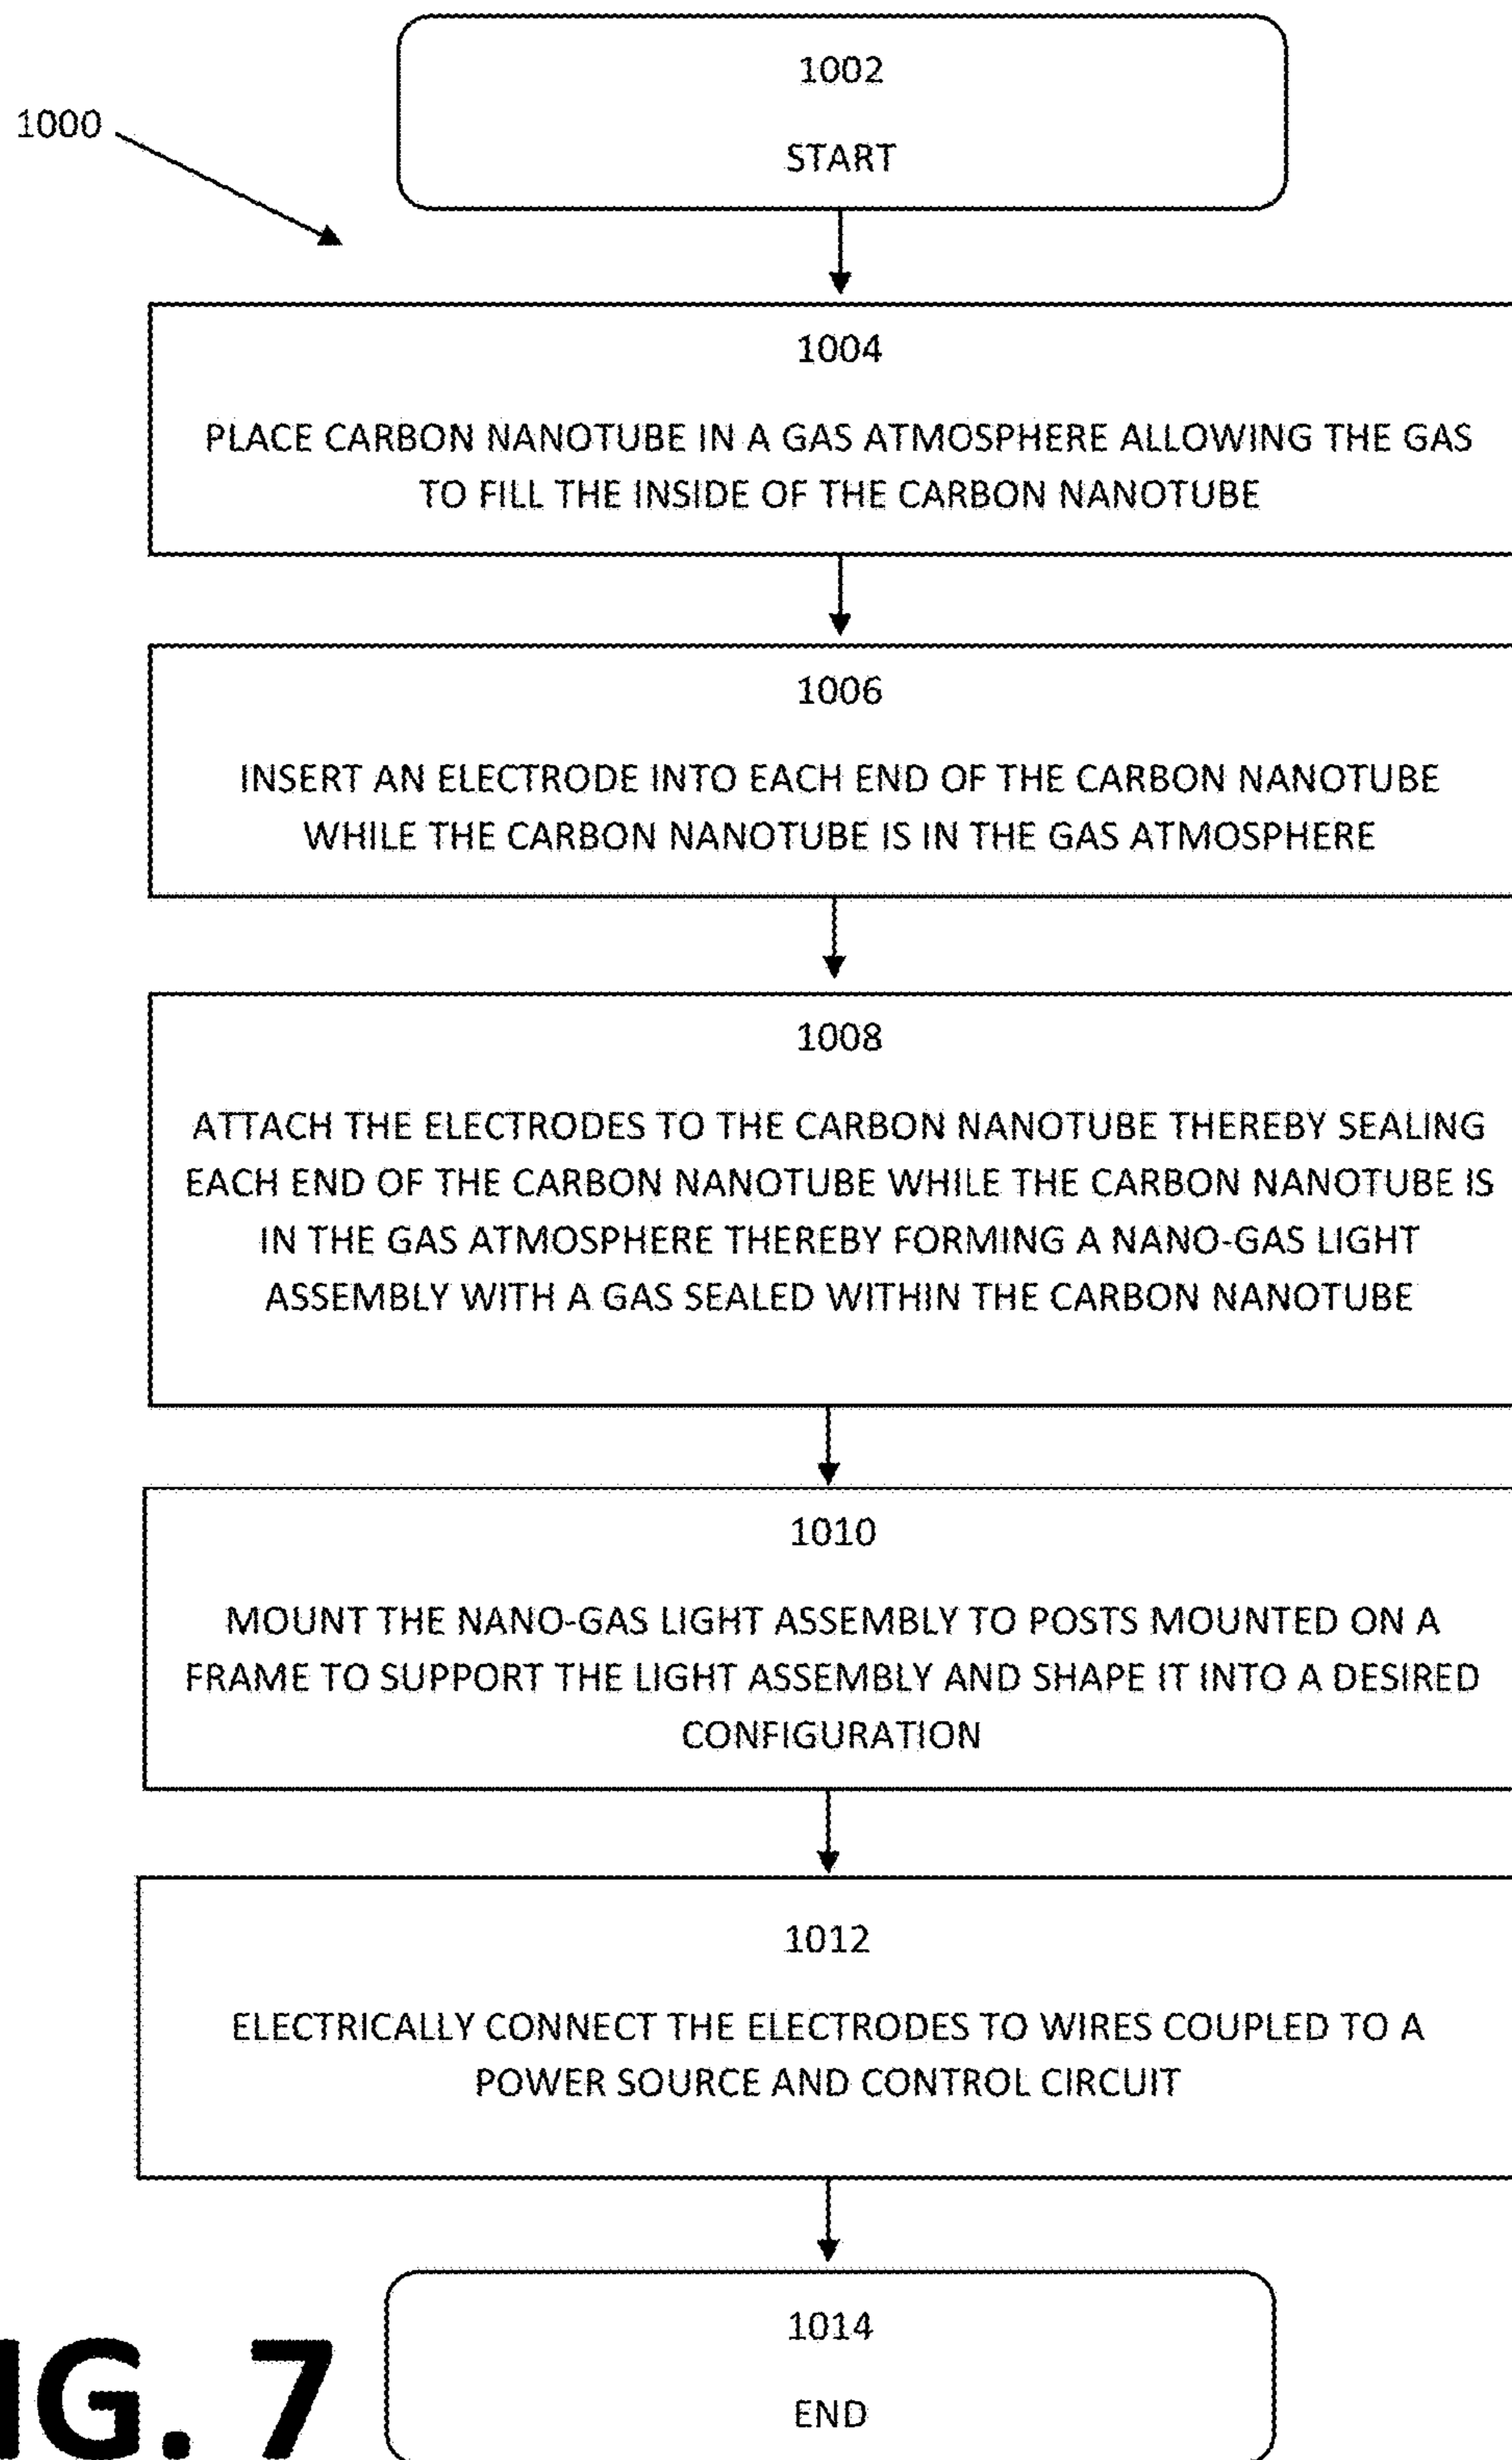 1002
START
1000
1004
PLACE CARBON NANOTUBE IN A GAS ATMOSPHERE ALLOWING THE GAS
TO FILL THE INSIDE OF THE CARBON NANOTUBE
1006
INSERT AN ELECTRODE INTO EACH END OF THE CARBON NANOTUBE
WHILE THE CARBON NANOTUBE IS IN THE GAS ATMOSPHERE
1008
ATTACH THE ELECTRODES TO THE CARBON NANOTUBE THEREBY SEALING
EACH END OF THE CARBON NANOTUBE WHILE THE CARBON NANOTUBE IS
IN THE GAS ATMOSPHERE THEREBY FORMING A NANO-GAS LIGHT
ASSEMBLY WITH A GAS SEALED WITHIN THE CARBON NANOTUBE
1010
MOUNT THE NANO-GAS LIGHT ASSEMBLY TO POSTS MOUNTED ON A
FRAME TO SUPPORT THE LIGHT ASSEMBLY AND SHAPE IT INTO A DESIRED
CONFIGURATION
1012
ELECTRICALLY CONNECT THE ELECTRODES TO WIRES COUPLED TO A
POWER SOURCE AND CONTROL CIRCUIT
1014
END
IG. 7